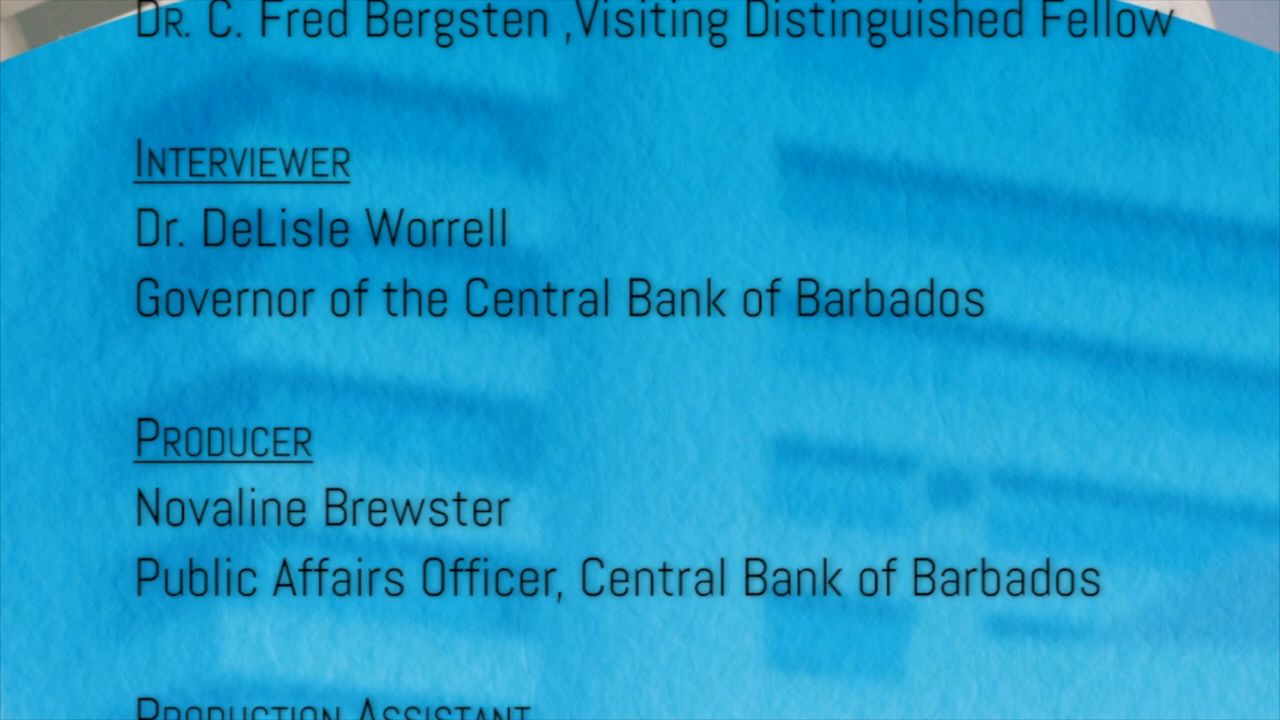 Dr. C. Fred Bergsten ,Visiting Distinguished Fellow
Interviewer
Dr. DeLisle Worrell
Governor of the Central Bank of Barbados
Producer
Novaline Brewster
Public Affairs Officer, Central Bank of Barbados
Production Assistant